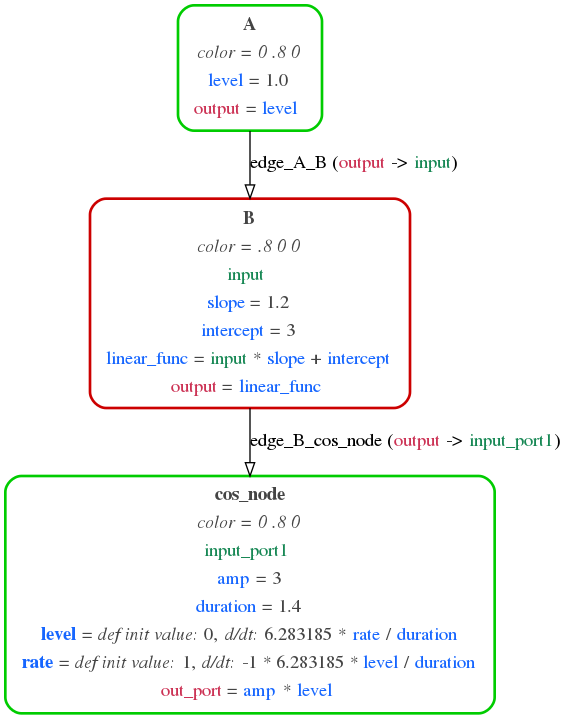 A
color = 0 .8 0
level = 1.0
output = level
edge_A_B (output -> input)
B
color = .8 0 0
input
slope = 1.2
intercept = 3
linear_func = input * slope + intercept
output = linear_func
edge_B_cos_node (output -> input_port1)
cos_node
color = 0 .8 0
input_port1
amp = 3
duration = 1.4
level = def init value: 0, d/dt: 6.283185 * rate / duration
rate = def init value: 1, d/dt: -1 * 6.283185 * level / duration
out_port = amp * level